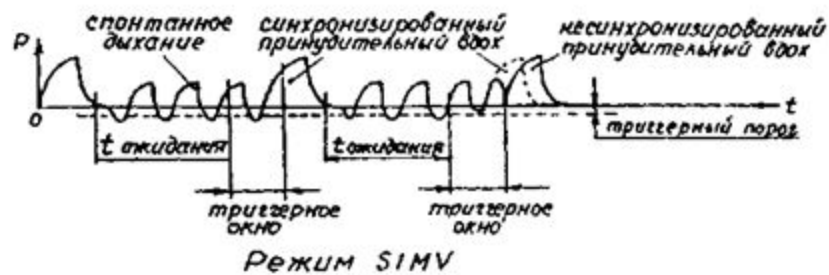 спонтанное
дыхание
синхронизированный
принудительный вдох
несинхронизированный
принудительный вдох
P
0
t
t ожидания
t ожидания
триггерный порог
триггерное
окно
триггерное
окно
Режим SIMV